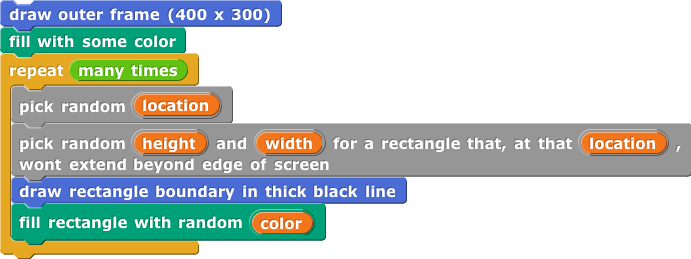 draw outer frame (400 x 300)
fill with some color
repeat many times
pick random location
pick random height and width for a rectangle that, at that location ,
wont extend beyond edge of screen
draw rectangle boundary in thick black line
fill rectangle with random color